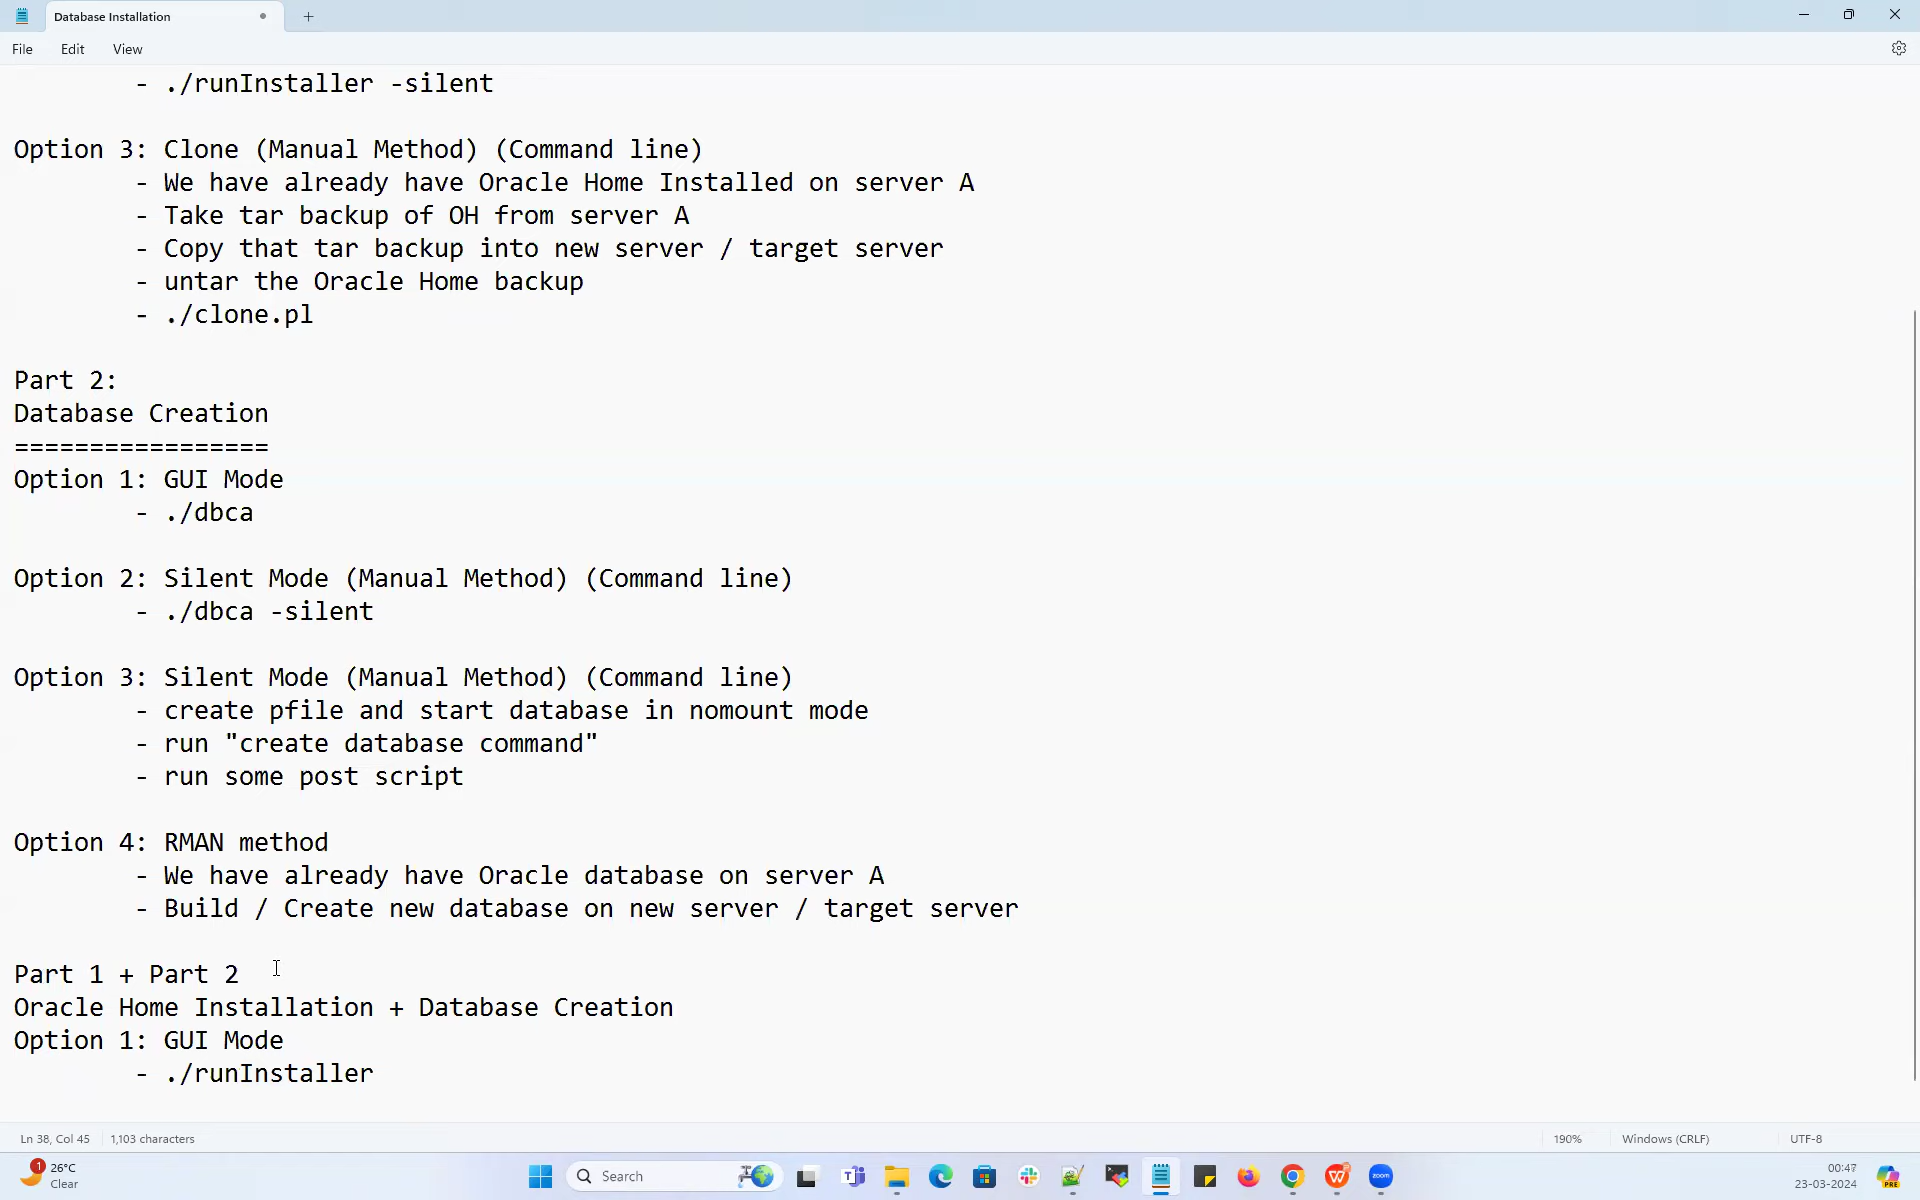 Database Installation
File Edit View
- ./runInstaller -silent
Option 3: Clone (Manual Method) (Command line)
- We have already have Oracle Home Installed on server A
- Take tar backup of OH from server A
- Copy that tar backup into new server / target server
- untar the Oracle Home backup
- ./clone.pl
Part 2:
Database Creation
=================
Option 1: GUI Mode
- ./dbca
Option 2: Silent Mode (Manual Method) (Command line)
- ./dbca -silent
Option 3: Silent Mode (Manual Method) (Command line)
- create pfile and start database in nomount mode
- run "create database command"
- run some post script
Option 4: RMAN method
- We have already have Oracle database on server A
- Build / Create new database on new server / target server
Part 1 + Part 2
Oracle Home Installation + Database Creation
Option 1: GUI Mode
- ./runInstaller
Ln 38, Col 45 1,103 characters 190% Windows (CRLF) UTF-8
1 26°C Search 00:47
Clear 23-03-2024 PRE